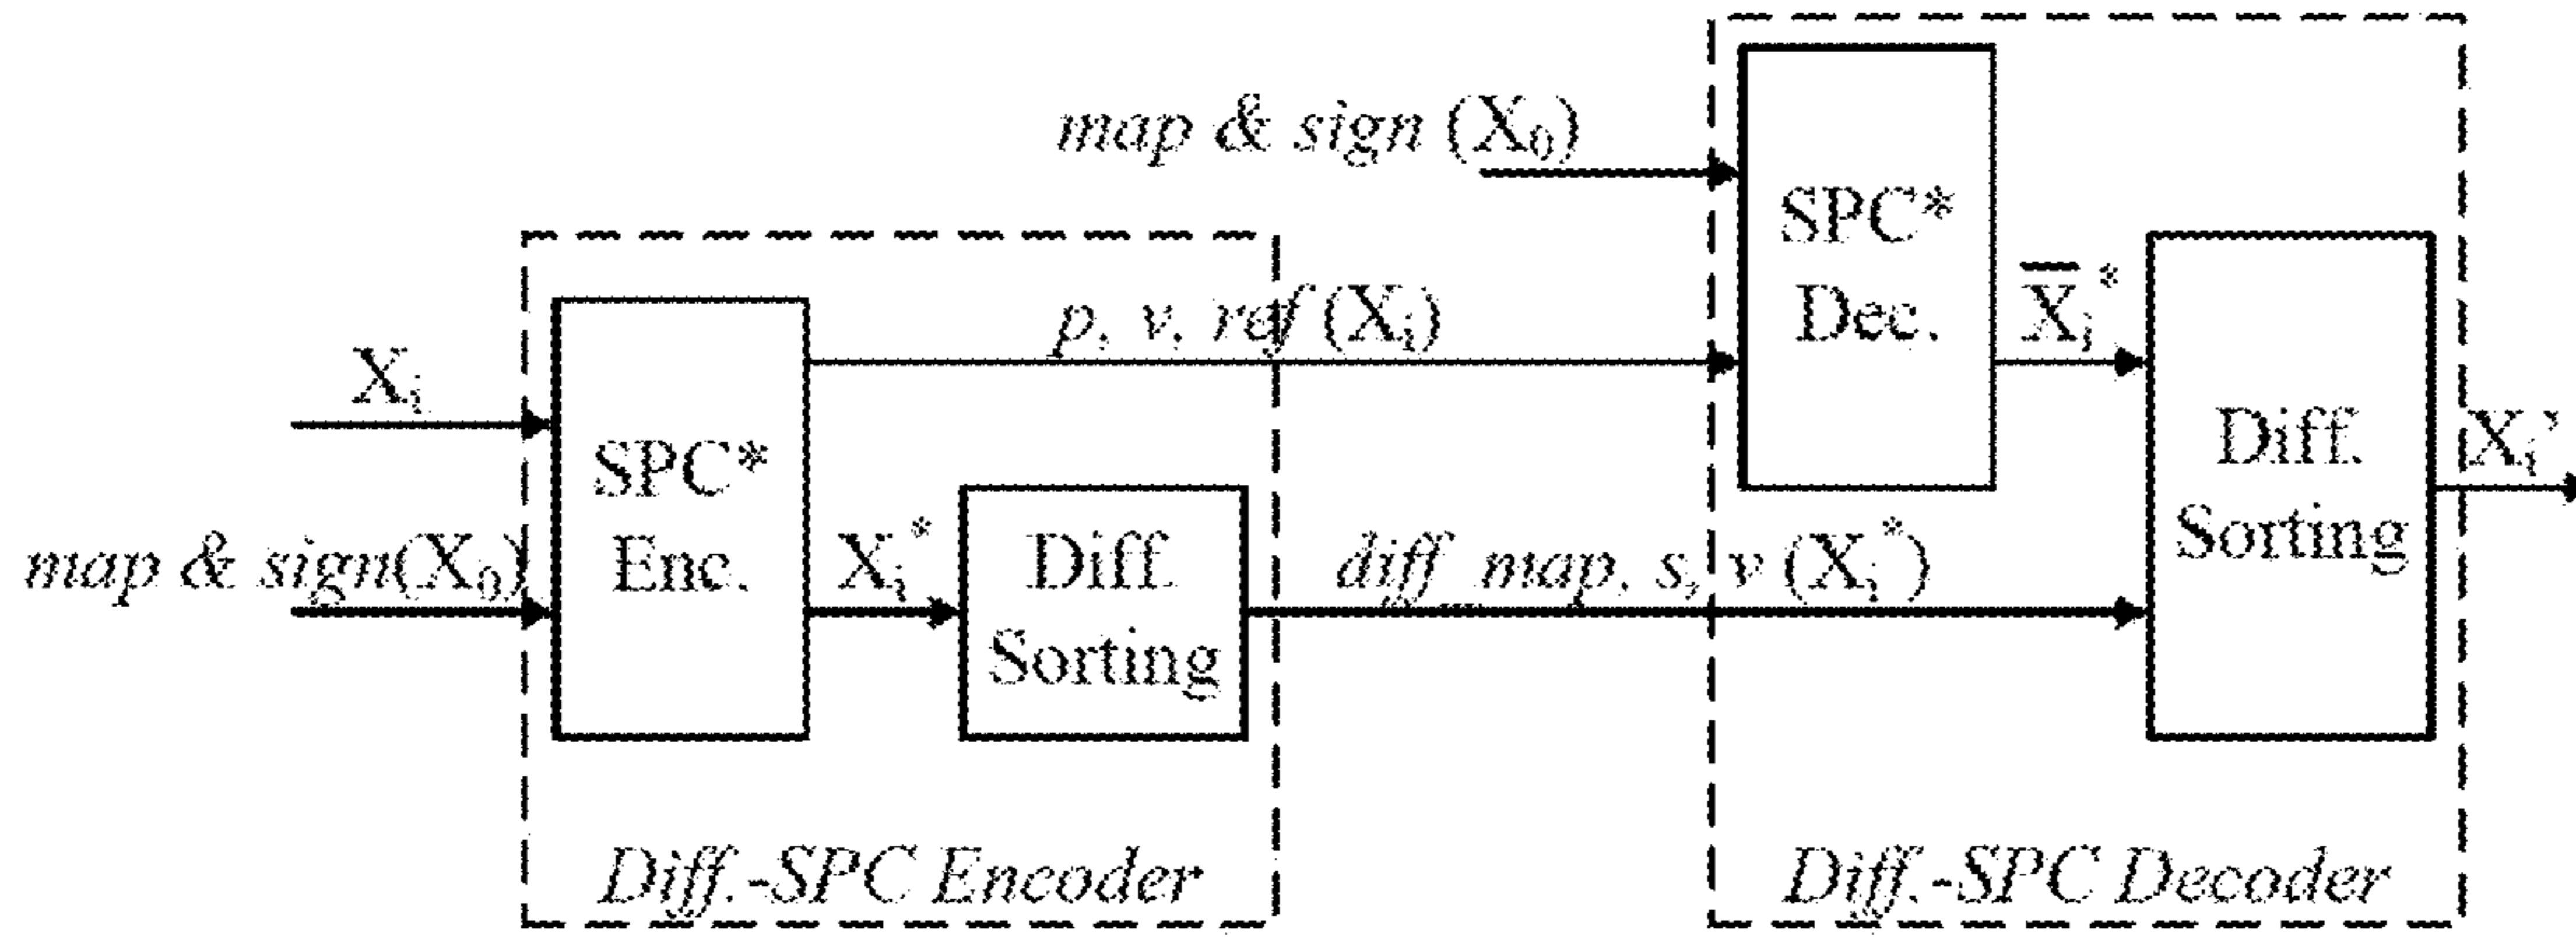 map & sign (X₀)
SPC*
Dec.
X̅ᵢ*
p, v, ref (Xᵢ)
Xᵢ
SPC*
Enc.
map & sign(X₀)
Xᵢ*
Diff.
Sorting
diff_map, s, v (Xᵢ*)
Diff.
Sorting
Xᵢ’
Diff.-SPC Encoder
Diff.-SPC Decoder